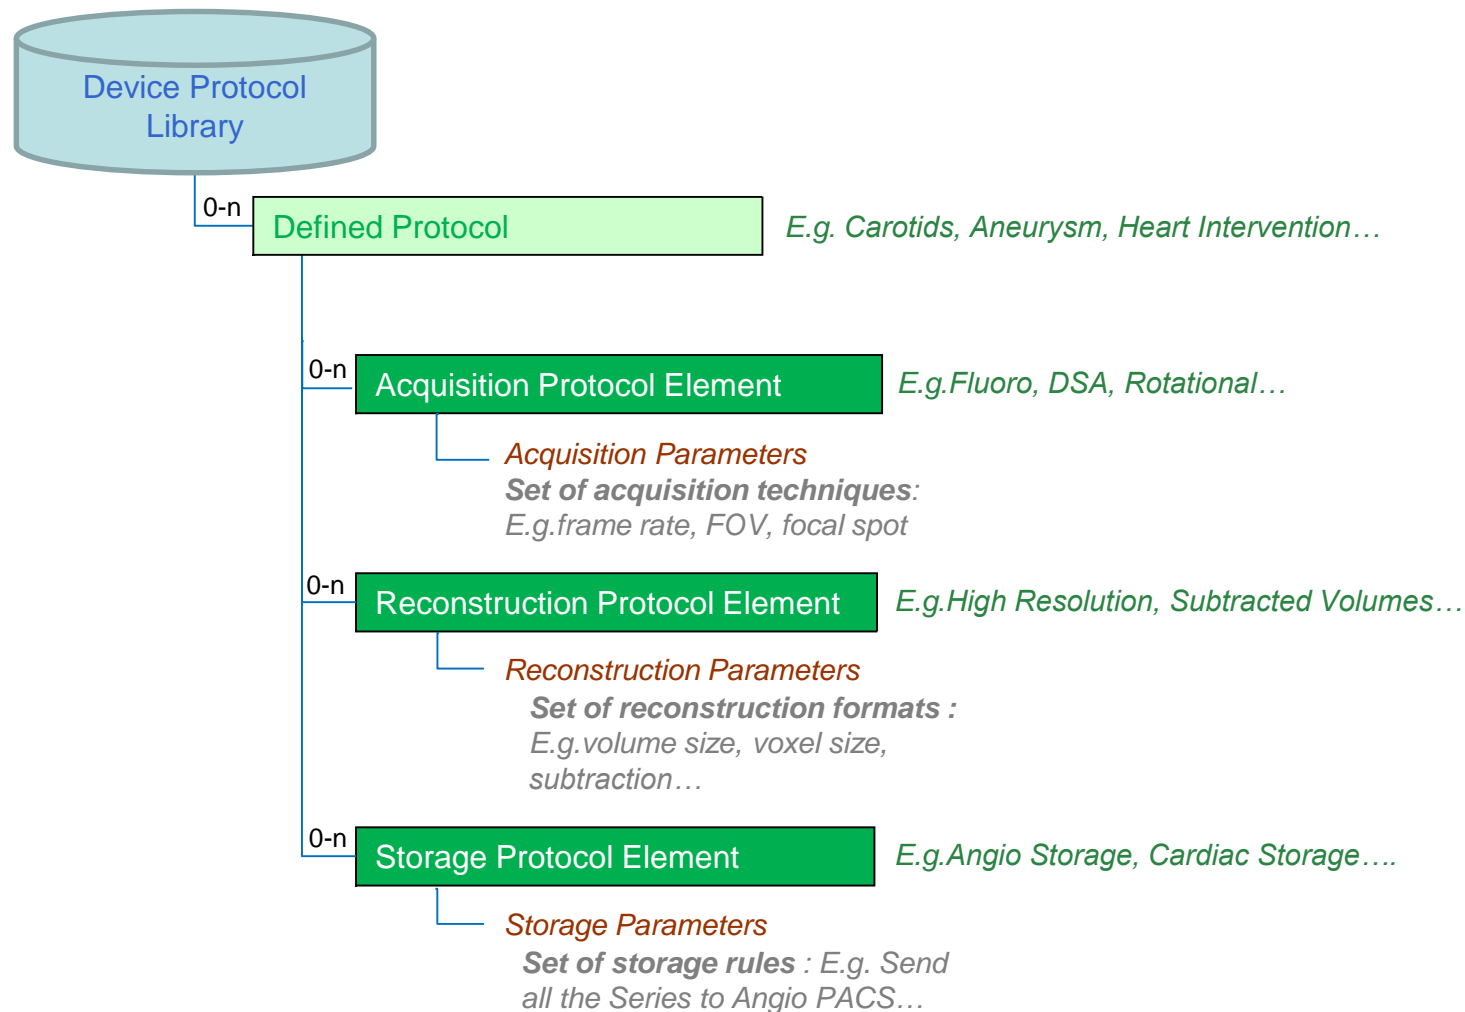 Device Protocol
Library
0-n
Defined Protocol
E.g. Carotids, Aneurysm, Heart Intervention…
0-n
Acquisition Protocol Element
E.g.Fluoro, DSA, Rotational…
Acquisition Parameters
Set of acquisition techniques:
E.g.frame rate, FOV, focal spot
0-n
Reconstruction Protocol Element
E.g.High Resolution, Subtracted Volumes…
Reconstruction Parameters
Set of reconstruction formats :
E.g.volume size, voxel size,
subtraction…
0-n
Storage Protocol Element
E.g.Angio Storage, Cardiac Storage….
Storage Parameters
Set of storage rules : E.g. Send
all the Series to Angio PACS…